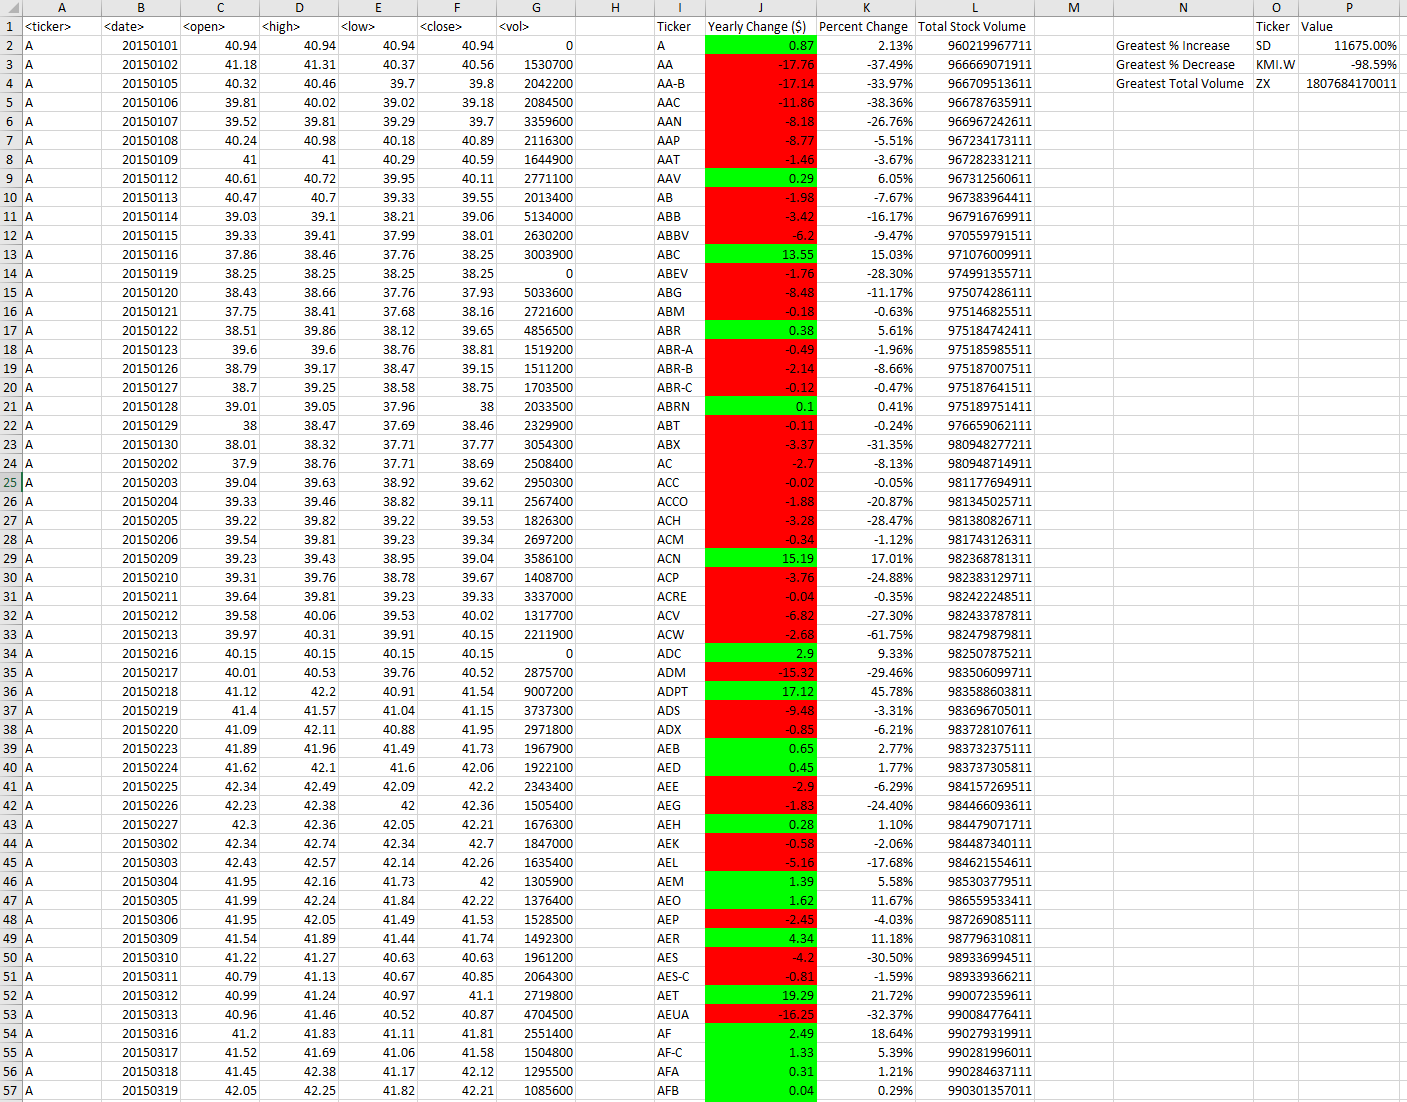 A B C D E F G H I J K L M N O P
1 <ticker> <date> <open> <high> <low> <close> <vol> Ticker Yearly Change ($) Percent Change Total Stock Volume Ticker Value
2 A 20150101 40.94 40.94 40.94 40.94 0 A 0.87 2.13% 960219967711 Greatest % Increase SD 11675.00%
3 A 20150102 41.18 41.31 40.37 40.56 1530700 AA -17.76 -37.49% 966669071911 Greatest % Decrease KMI.W -98.59%
4 A 20150105 40.32 40.46 39.7 39.8 2042200 AA-B -17.14 -33.97% 966709513611 Greatest Total Volume ZX 1807684170011
5 A 20150106 39.81 40.02 39.02 39.18 2084500 AAC -11.86 -38.36% 966787635911
6 A 20150107 39.52 39.81 39.29 39.7 3359600 AAN -8.18 -26.76% 966967242611
7 A 20150108 40.24 40.98 40.18 40.89 2116300 AAP -8.77 -5.51% 967234173111
8 A 20150109 41 41 40.29 40.59 1644900 AAT -1.46 -3.67% 967282331211
9 A 20150112 40.61 40.72 39.95 40.11 2771100 AAV 0.29 6.05% 967312560611
10 A 20150113 40.47 40.7 39.33 39.55 2013400 AB -1.98 -7.67% 967383964411
11 A 20150114 39.03 39.1 38.21 39.06 5134000 ABB -3.42 -16.17% 967916769911
12 A 20150115 39.33 39.41 37.99 38.01 2630200 ABBV -6.2 -9.47% 970559791511
13 A 20150116 37.86 38.46 37.76 38.25 3003900 ABC 13.55 15.03% 971076009911
14 A 20150119 38.25 38.25 38.25 38.25 0 ABEV -1.76 -28.30% 974991355711
15 A 20150120 38.43 38.66 37.76 37.93 5033600 ABG -8.48 -11.17% 975074286111
16 A 20150121 37.75 38.41 37.68 38.16 2721600 ABM -0.18 -0.63% 975146825511
17 A 20150122 38.51 39.86 38.12 39.65 4856500 ABR 0.38 5.61% 975184742411
18 A 20150123 39.6 39.6 38.76 38.81 1519200 ABR-A -0.49 -1.96% 975185985511
19 A 20150126 38.79 39.17 38.47 39.15 1511200 ABR-B -2.14 -8.66% 975187007511
20 A 20150127 38.7 39.25 38.58 38.75 1703500 ABR-C -0.12 -0.47% 975187641511
21 A 20150128 39.01 39.05 37.96 38 2033500 ABRN 0.1 0.41% 975189751411
22 A 20150129 38 38.47 37.69 38.46 2329900 ABT -0.11 -0.24% 976659062111
23 A 20150130 38.01 38.32 37.71 37.77 3054300 ABX -3.37 -31.35% 980948277211
24 A 20150202 37.9 38.76 37.71 38.69 2508400 AC -2.7 -8.13% 980948714911
25 A 20150203 39.04 39.63 38.92 39.62 2950300 ACC -0.02 -0.05% 981177694911
26 A 20150204 39.33 39.46 38.82 39.11 2567400 ACCO -1.88 -20.87% 981345025711
27 A 20150205 39.22 39.82 39.22 39.53 1826300 ACH -3.28 -28.47% 981380826711
28 A 20150206 39.54 39.81 39.23 39.34 2697200 ACM -0.34 -1.12% 981743126311
29 A 20150209 39.23 39.43 38.95 39.04 3586100 ACN 15.19 17.01% 982368781311
30 A 20150210 39.31 39.76 38.78 39.67 1408700 ACP -3.76 -24.88% 982383129711
31 A 20150211 39.64 39.81 39.23 39.33 3337000 ACRE -0.04 -0.35% 982422248511
32 A 20150212 39.58 40.06 39.53 40.02 1317700 ACV -6.82 -27.30% 982433787811
33 A 20150213 39.97 40.31 39.91 40.15 2211900 ACW -2.68 -61.75% 982479879811
34 A 20150216 40.15 40.15 40.15 40.15 0 ADC 2.9 9.33% 982507875211
35 A 20150217 40.01 40.53 39.76 40.52 2875700 ADM -15.32 -29.46% 983506099711
36 A 20150218 41.12 42.2 40.91 41.54 9007200 ADPT 17.12 45.78% 983588603811
37 A 20150219 41.4 41.57 41.04 41.15 3737300 ADS -9.48 -3.31% 983696705011
38 A 20150220 41.09 42.11 40.88 41.95 2971800 ADX -0.85 -6.21% 983728107611
39 A 20150223 41.89 41.96 41.49 41.73 1967900 AEB 0.65 2.77% 983732375111
40 A 20150224 41.62 42.1 41.6 42.06 1922100 AED 0.45 1.77% 983737305811
41 A 20150225 42.34 42.49 42.09 42.2 2343400 AEE -2.9 -6.29% 984157269511
42 A 20150226 42.23 42.38 42 42.36 1505400 AEG -1.83 -24.40% 984466093611
43 A 20150227 42.3 42.36 42.05 42.21 1676300 AEH 0.28 1.10% 984479071711
44 A 20150302 42.34 42.74 42.34 42.7 1847000 AEK -0.58 -2.06% 984487340111
45 A 20150303 42.43 42.57 42.14 42.26 1635400 AEL -5.16 -17.68% 984621554611
46 A 20150304 41.95 42.16 41.73 42 1305900 AEM 1.39 5.58% 985303779511
47 A 20150305 41.99 42.24 41.84 42.22 1376400 AEO 1.62 11.67% 986559533411
48 A 20150306 41.95 42.05 41.49 41.53 1528500 AEP -2.45 -4.03% 987269085111
49 A 20150309 41.54 41.89 41.44 41.74 1492300 AER 4.34 11.18% 987796310811
50 A 20150310 41.22 41.27 40.63 40.63 1961200 AES -4.2 -30.50% 989336994511
51 A 20150311 40.79 41.13 40.67 40.85 2064300 AES-C -0.81 -1.59% 989339366211
52 A 20150312 40.99 41.24 40.97 41.1 2719800 AET 19.29 21.72% 990072359611
53 A 20150313 40.96 41.46 40.52 40.87 4704500 AEUA -16.25 -32.37% 990084776411
54 A 20150316 41.2 41.83 41.11 41.81 2551400 AF 2.49 18.64% 990279319911
55 A 20150317 41.52 41.69 41.06 41.58 1504800 AF-C 1.33 5.39% 990281996011
56 A 20150318 41.45 42.38 41.17 42.12 1295500 AFA 0.31 1.21% 990284637111
57 A 20150319 42.05 42.25 41.82 42.21 1085600 AFB 0.04 0.29% 990301357011